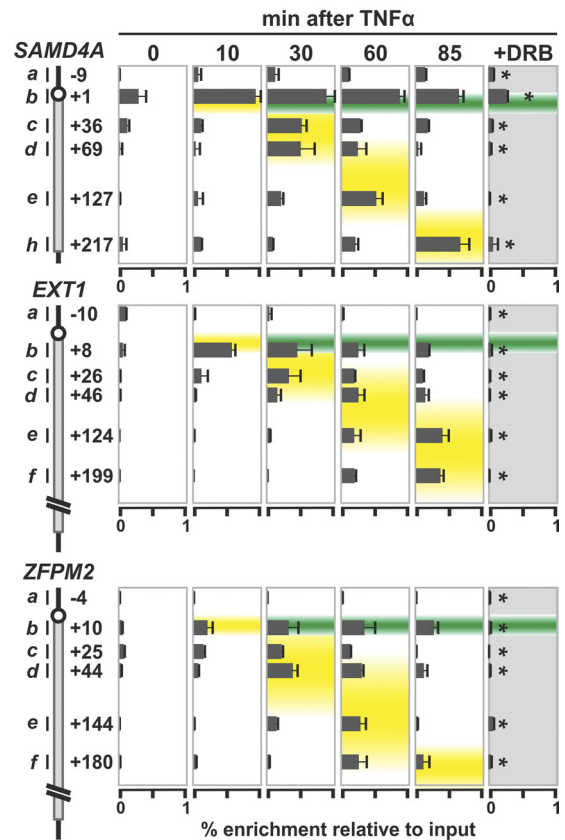 min after TNFα
SAMD4A 0 10 30 60 85 +DRB
a -9 *
b +1 *
c +36 *
d +69 *
e +127 *
h +217 *
0 1 0 1
EXT1
a -10 *
b +8 *
c +26 *
d +46 *
e +124 *
f +199 *
0 1 0 1
ZFPM2
a -4 *
b +10 *
c +25 *
d +44 *
e +144 *
f +180 *
0 1 0 1
% enrichment relative to input